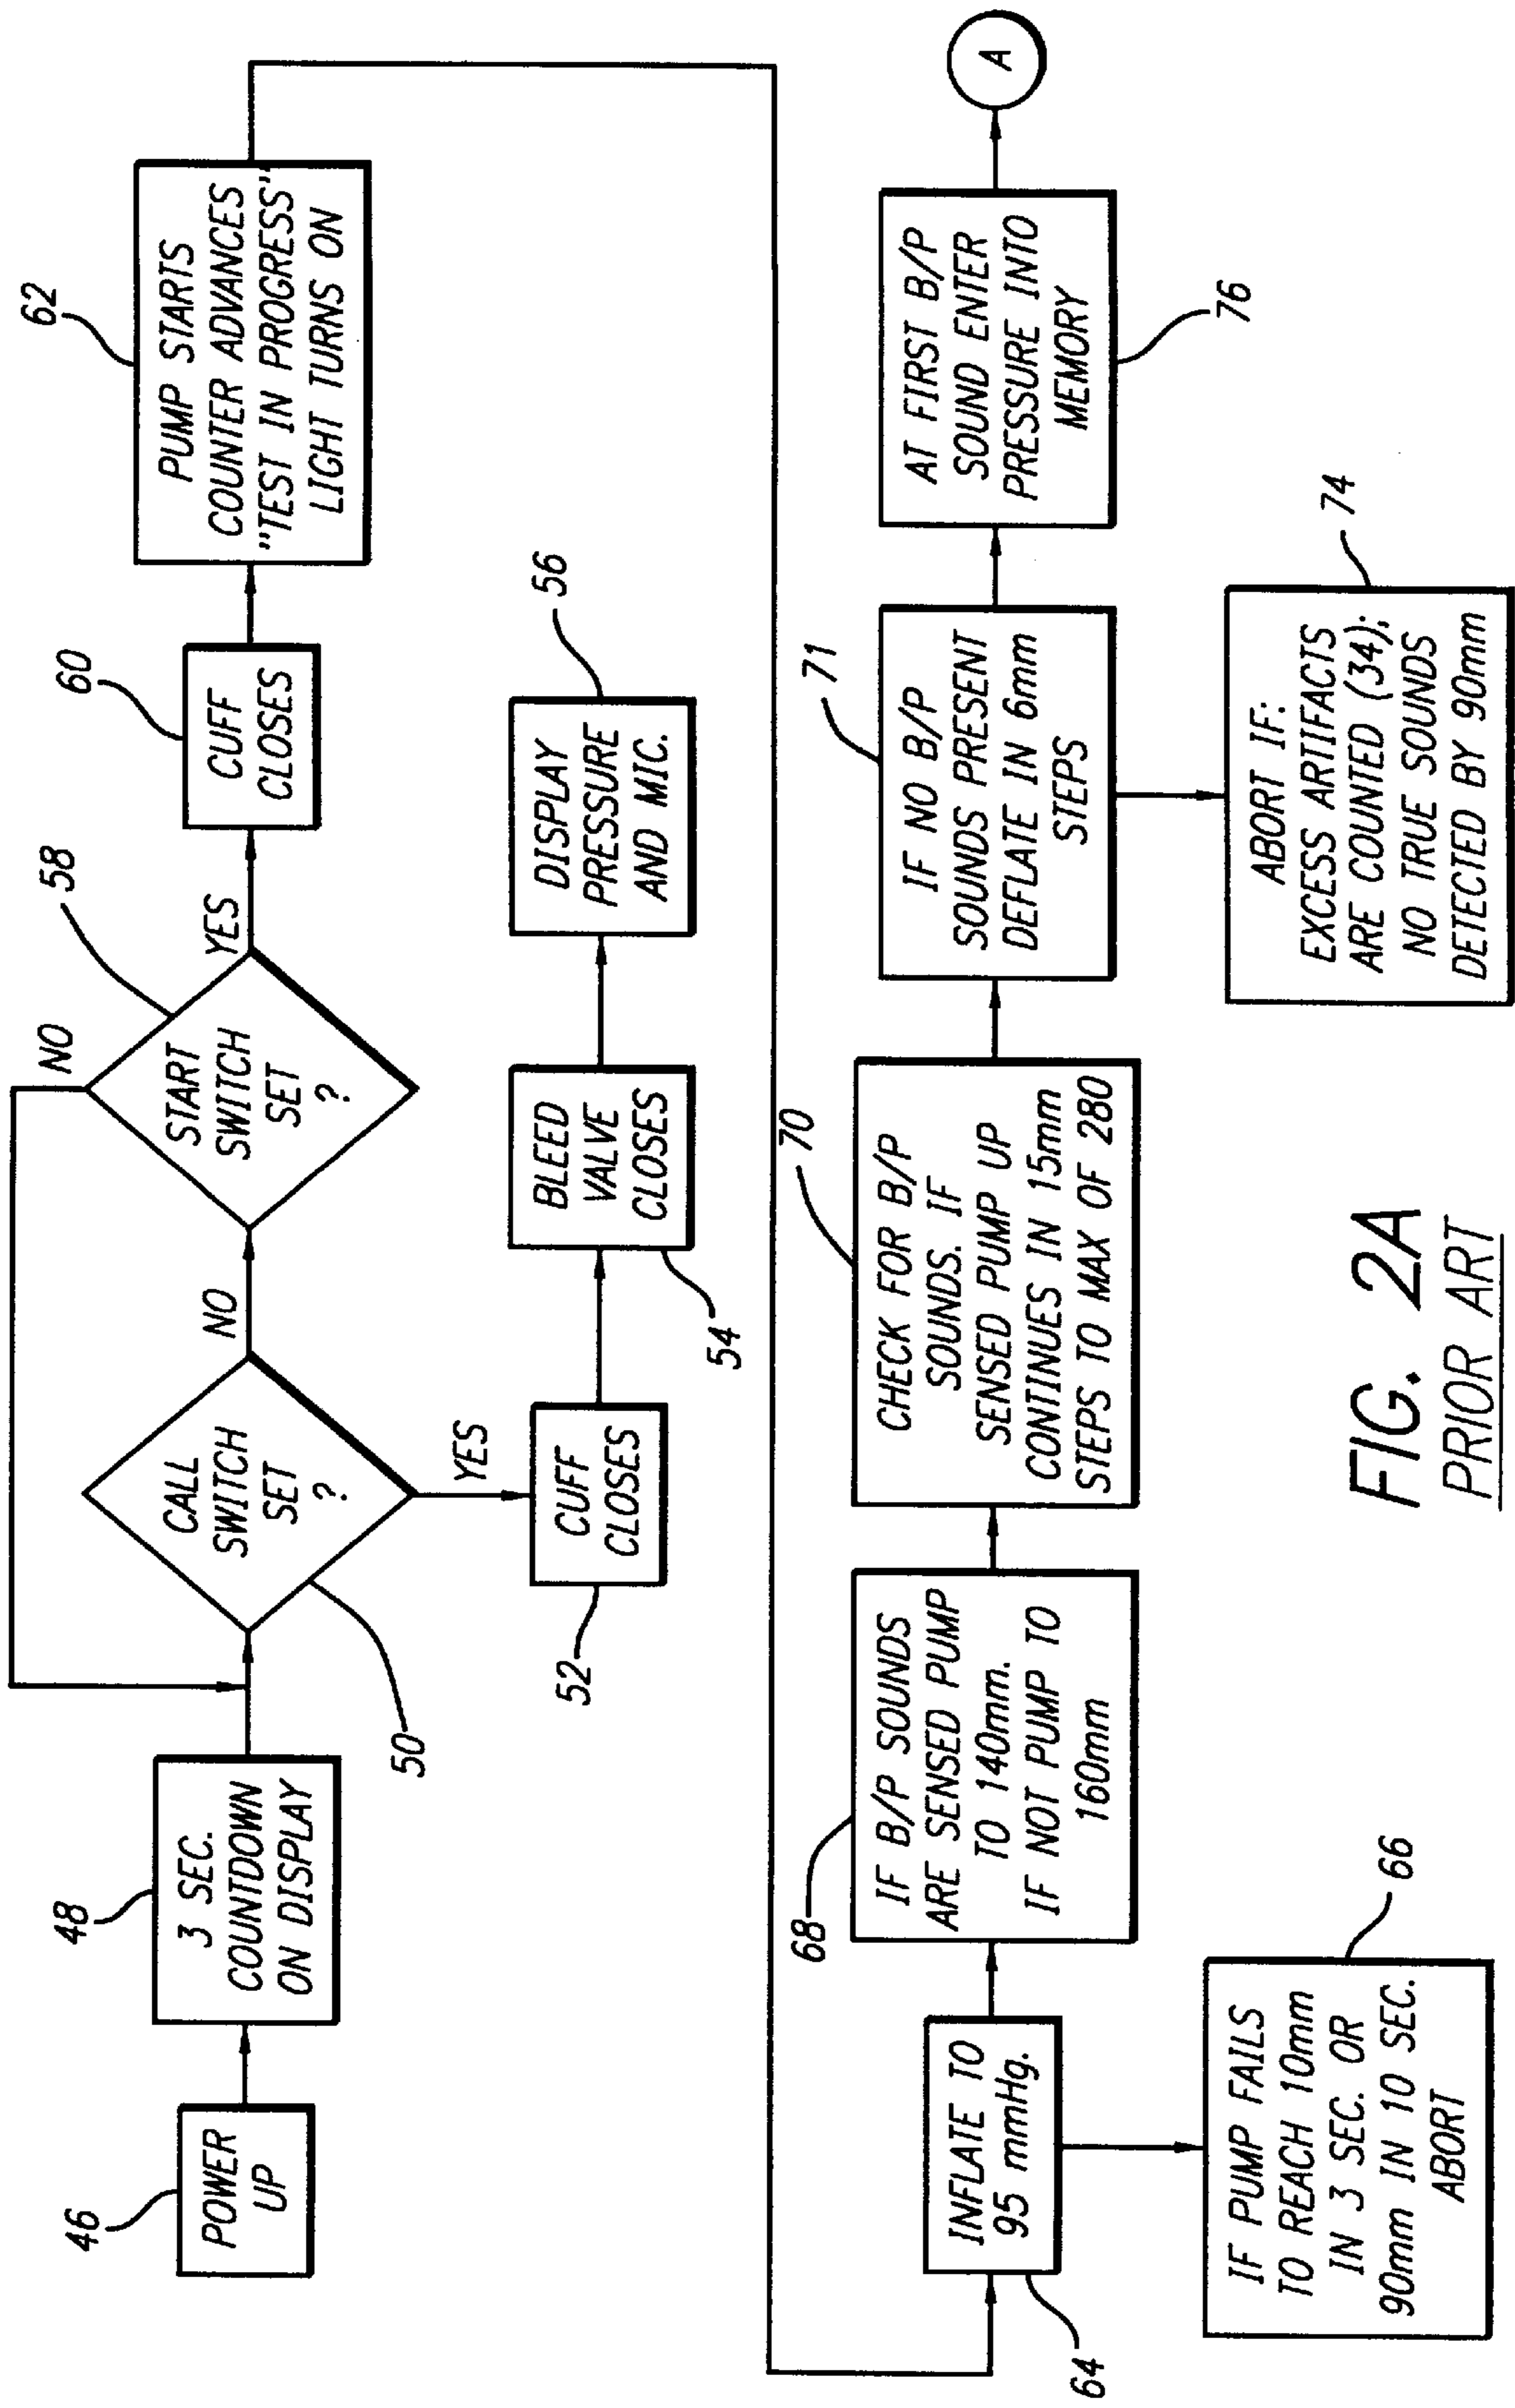 46
POWER
UP
48
3 SEC.
COUNTDOWN
ON DISPLAY
50
CALL
SWITCH
SET
?
NO
YES
52
CUFF
CLOSES
54
BLEED
VALVE
CLOSES
56
DISPLAY
PRESSURE
AND MIC.
58
START
SWITCH
SET
?
NO
YES
60
CUFF
CLOSES
62
PUMP STARTS
COUNTER ADVANCES
"TEST IN PROGRESS"
LIGHT TURNS ON
64
INFLATE TO
95 mmHg.
66
IF PUMP FAILS
TO REACH 10mm
IN 3 SEC. OR
90mm IN 10 SEC.
ABORT
68
IF B/P SOUNDS
ARE SENSED PUMP
TO 140mm.
IF NOT PUMP TO
160mm
70
CHECK FOR B/P
SOUNDS. IF
SENSED PUMP UP
CONTINUES IN 15mm
STEPS TO MAX OF 280
71
IF NO B/P
SOUNDS PRESENT
DEFLATE IN 6mm
STEPS
74
ABORT IF:
EXCESS ARTIFACTS
ARE COUNTED (34);
NO TRUE SOUNDS
DETECTED BY 90mm
76
AT FIRST B/P
SOUND ENTER
PRESSURE INTO
MEMORY
A
FIG. 2A
PRIOR ART